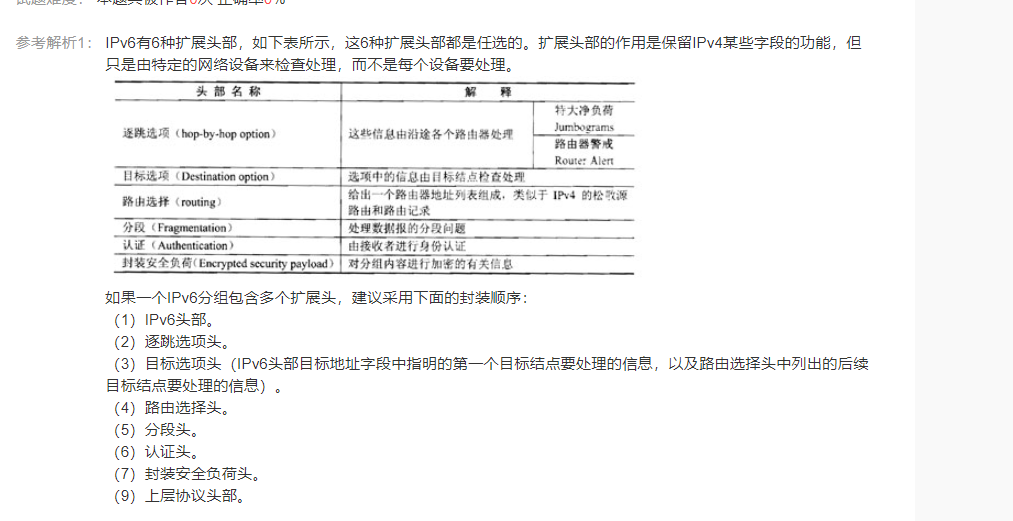 试题难度： 本题共被作答0次 正确率0%
参考解析1： IPv6有6种扩展头部，如下表所示，这6种扩展头部都是任选的。扩展头部的作用是保留IPv4某些字段的功能，但
只是由特定的网络设备来检查处理，而不是每个设备要处理。
头 部 名 称 解 释
逐跳选项（hop-by-hop option） 这些信息由沿途各个路由器处理 特大净负荷
Jumbograms
路由器警戒
Router Alert
目标选项（Destination option） 选项中的信息由目标结点检查处理
路由选择（routing） 给出一个路由器地址列表组成，类似于 IPv4 的松散源
路由和路由记录
分段（Fragmentation） 处理数据报的分段问题
认证（Authentication） 由接收者进行身份认证
封装安全负荷(Encrypted security payload) 对分组内容进行加密的有关信息
如果一个IPv6分组包含多个扩展头，建议采用下面的封装顺序：
（1）IPv6头部。
（2）逐跳选项头。
（3）目标选项头（IPv6头部目标地址字段中指明的第一个目标结点要处理的信息，以及路由选择头中列出的后续
目标结点要处理的信息）。
（4）路由选择头。
（5）分段头。
（6）认证头。
（7）封装安全负荷头。
（9）上层协议头部。